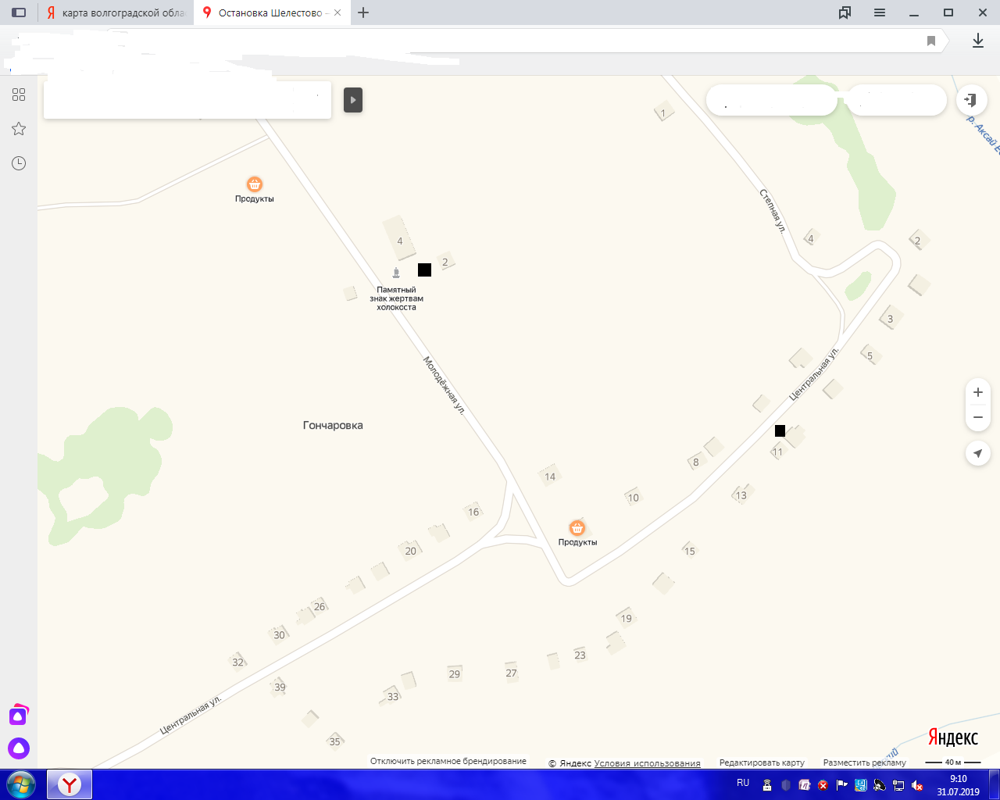 карта волгоградской обла
Остановка Шелестово –
1
р. Аксай Е
Степная ул.
Продукты
4
2
4
2
Памятный
знак жертвам
холокоста
3
5
Молодёжная ул.
Центральная ул.
Гончаровка
11
8
14
10
13
16
Продукты
20
15
26
19
30
23
32
29
27
39
33
Центральная ул.
35
Яндекс
Отключить рекламное брендирование
© Яндекс Условия использования
Редактировать карту
Разместить рекламу
40 м
RU
9:10
31.07.2019